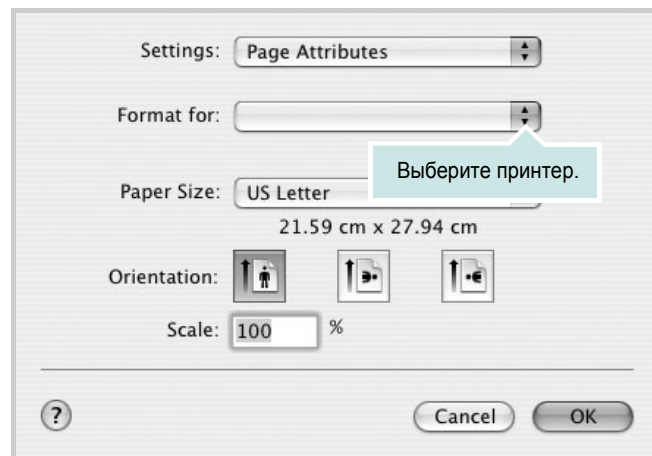 Settings: Page Attributes
Format for:
Выберите принтер.
Paper Size: US Letter
21.59 cm x 27.94 cm
Orientation:
Scale: 100 %
? Cancel OK